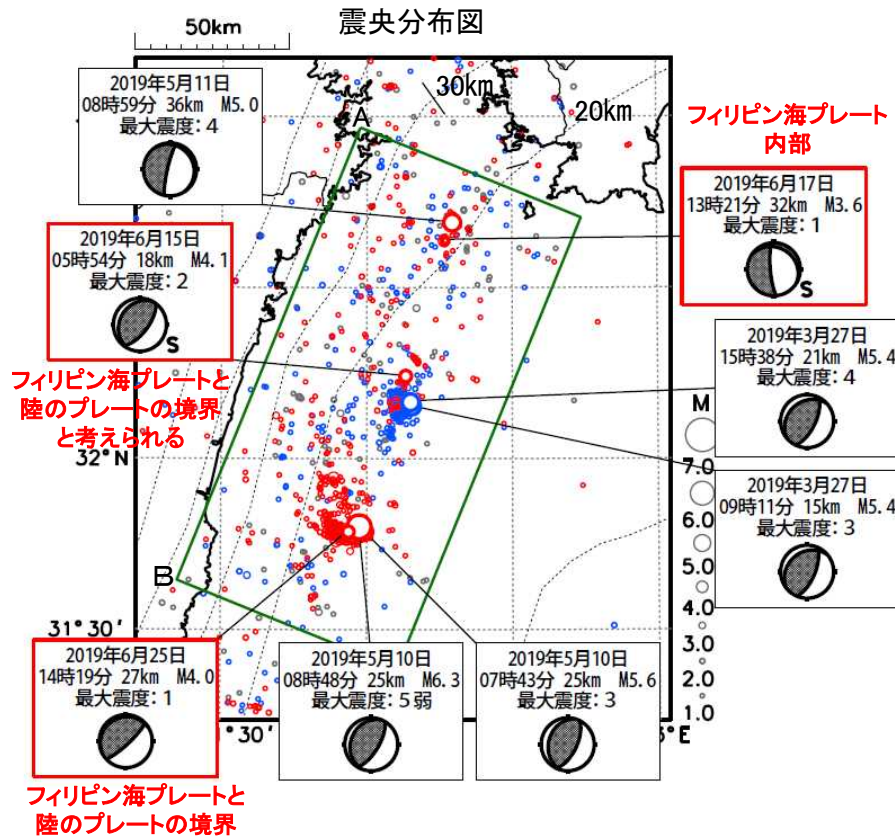 50km
震央分布図
30km
20km
A
2019年5月11日
08時59分 36km M5.0
最大震度：4
フィリピン海プレート
内部
2019年6月17日
13時21分 32km M3.6
最大震度：1
S
2019年6月15日
05時54分 18km M4.1
最大震度：2
S
フィリピン海プレートと
陸のプレートの境界
と考えられる
2019年3月27日
15時38分 21km M5.4
最大震度：4
M
32°N
7.0
2019年3月27日
09時11分 15km M5.4
最大震度：3
6.0
5.0
4.0
3.0
2.0
1.0
B
31°30'
2019年6月25日
14時19分 27km M4.0
最大震度：1
2019年5月10日
08時48分 25km M6.3
最大震度：5弱
2019年5月10日
07時43分 25km M5.6
最大震度：3
30'
°E
フィリピン海プレートと
陸のプレートの境界